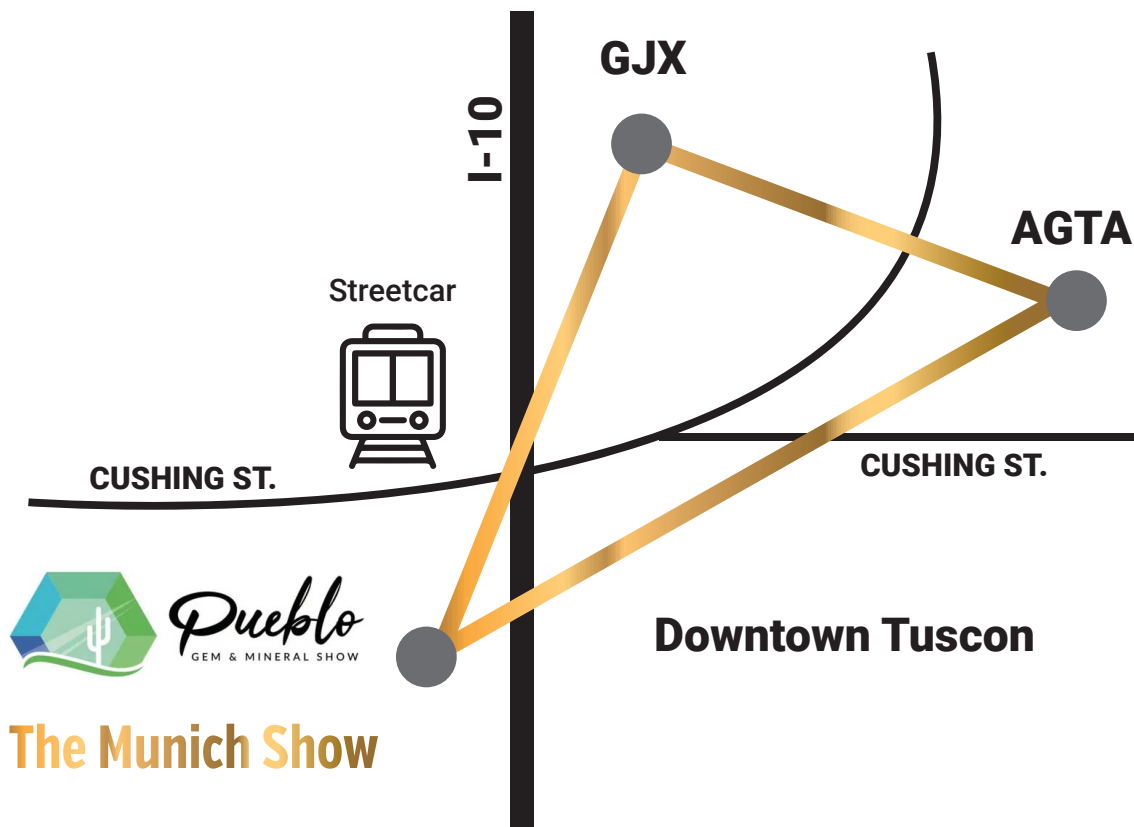 GJX
I-10
AGTA
Streetcar
CUSHING ST.
CUSHING ST.
Pueblo
GEM & MINERAL SHOW
Downtown Tuscon
The Munich Show